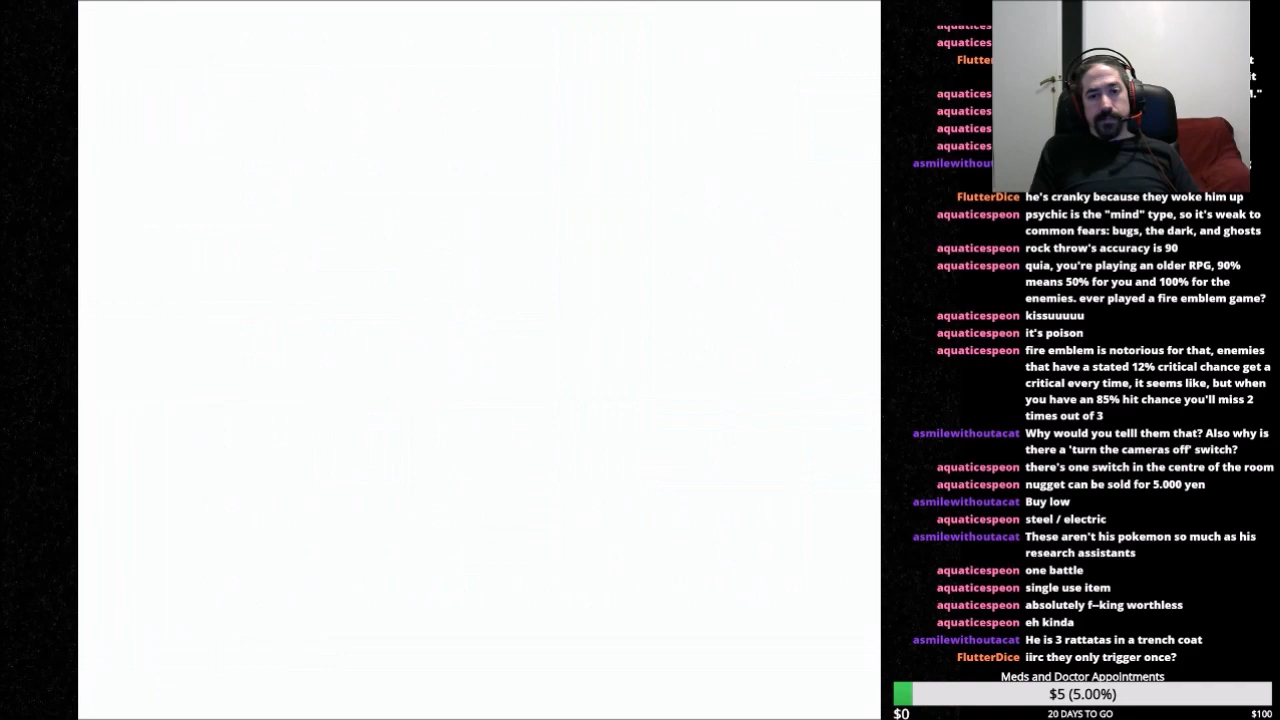 aquatices
aquatices
Flutte
t
it
aquatices
M."
aquatices
aquatices
aquatices
asmilewithout
FlutterDice he's cranky because they woke him up
aquaticespeon psychic is the "mind" type, so it's weak to
common fears: bugs, the dark, and ghosts
aquaticespeon rock throw's accuracy is 90
aquaticespeon quia, you're playing an older RPG, 90%
means 50% for you and 100% for the
enemies. ever played a fire emblem game?
aquaticespeon kissuuuuu
aquaticespeon it's poison
aquaticespeon fire emblem is notorious for that, enemies
that have a stated 12% critical chance get a
critical every time, it seems like, but when
you have an 85% hit chance you'll miss 2
times out of 3
asmilewithoutacat Why would you telll them that? Also why is
there a 'turn the cameras off' switch?
aquaticespeon there's one switch in the centre of the room
aquaticespeon nugget can be sold for 5.000 yen
asmilewithoutacat Buy low
aquaticespeon steel / electric
asmilewithoutacat These aren't his pokemon so much as his
research assistants
aquaticespeon one battle
aquaticespeon single use item
aquaticespeon absolutely f--king worthless
aquaticespeon eh kinda
asmilewithoutacat He is 3 rattatas in a trench coat
FlutterDice iirc they only trigger once?
Meds and Doctor Appointments
$5 (5.00%)
$0 20 DAYS TO GO $100